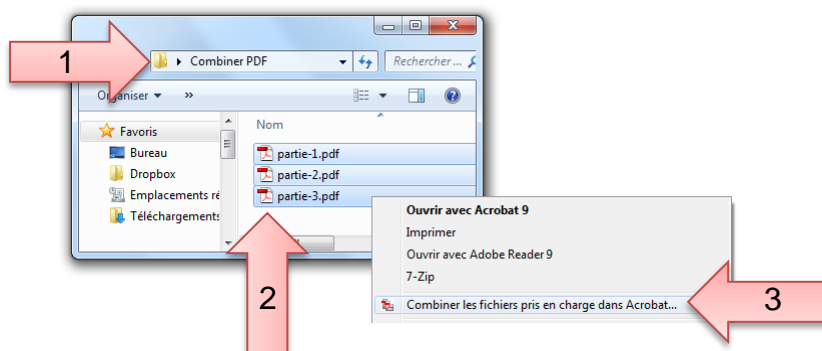 1
Combiner PDF
Rechercher ...
Organiser
»
Nom
Favoris
Bureau
Dropbox
Emplacements ré
Téléchargements
partie-1.pdf
partie-2.pdf
partie-3.pdf
Ouvrir avec Acrobat 9
Imprimer
Ouvrir avec Adobe Reader 9
7-Zip
Combiner les fichiers pris en charge dans Acrobat...
2
3